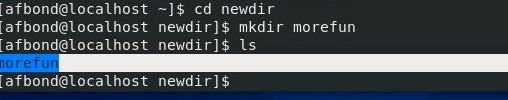 [afbond@localhost ~]$ cd newdir
[afbond@localhost newdir]$ mkdir morefun
[afbond@localhost newdir]$ ls
morefun
[afbond@localhost newdir]$